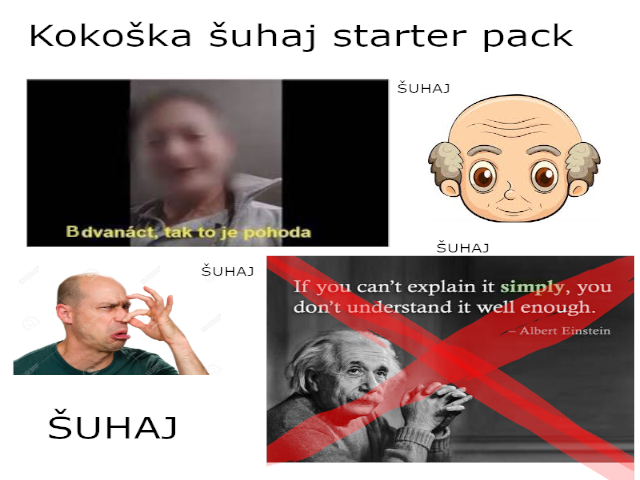 Kokoška šuhaj starter pack
ŠUHAJ
Bdvanáct, tak to je pohoda
ŠUHAJ
ŠUHAJ
If you can't explain it simply, you
don't understand it well enough.
– Albert Einstein
ŠUHAJ